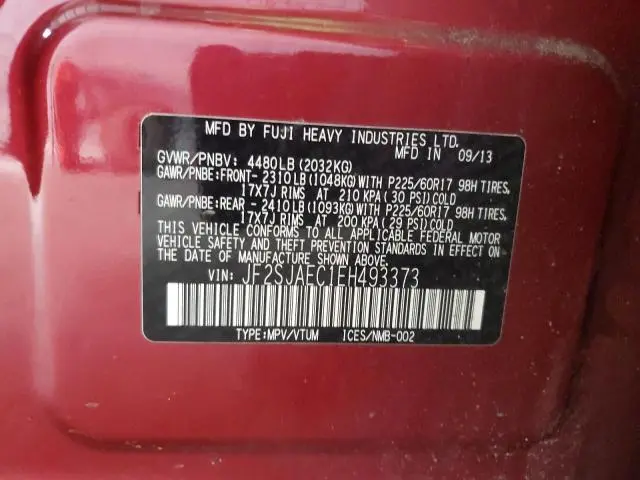 MFD BY FUJI HEAVY INDUSTRIES LTD.
MFD IN 09/13
GVWR/PNBV: 4480LB(2032KG)
GAWR/PNBE:FRONT- 2310LB(1048KG)WITH P225/60R17 98H TIRES,
17X7J RIMS AT 210 KPA (30 PSI)COLD
GAWR/PNBE:REAR - 2410LB(1093KG)WITH P225/60R17 98H TIRES,
17X7J RIMS AT 200 KPA (29 PSI)COLD
THIS VEHICLE CONFORMS TO ALL APPLICABLE FEDERAL MOTOR
VEHICLE SAFETY AND THEFT PREVENTION STANDARDS IN EFFECT ON
THE DATE OF MANUFACTURE SHOWN ABOVE.
VIN: JF2SJAEC1EH493373
TYPE:MPV/VTUM ICES/NMB-002